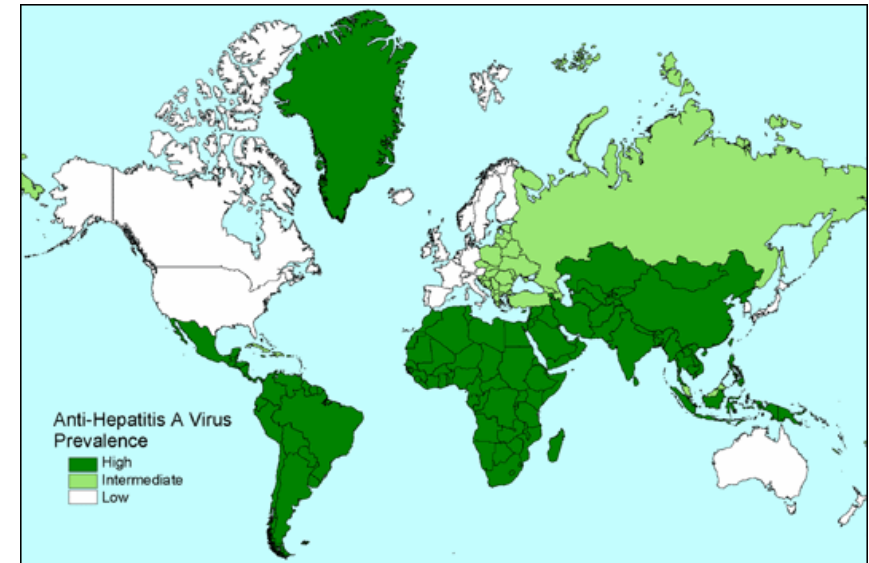 Anti-Hepatitis A Virus
Prevalence
High
Intermediate
Low